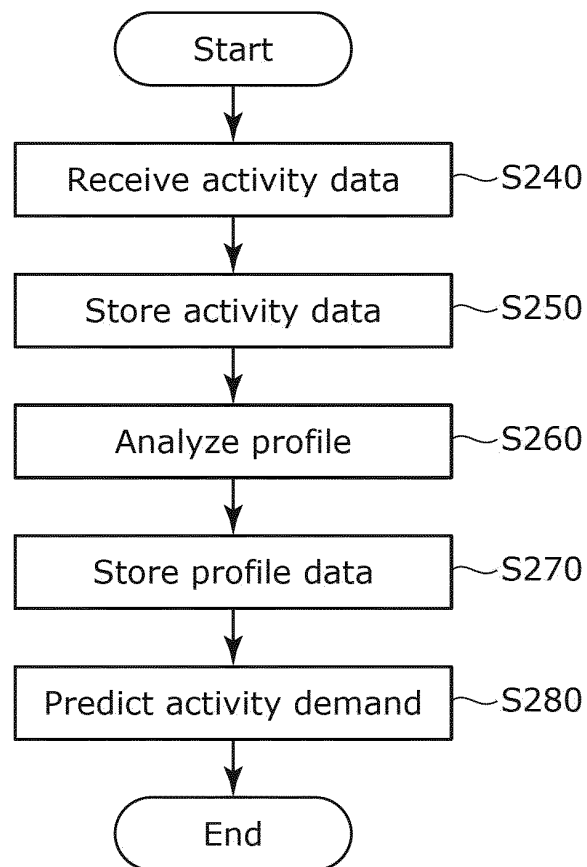 Start
Receive activity data S240
Store activity data S250
Analyze profile S260
Store profile data S270
Predict activity demand S280
End